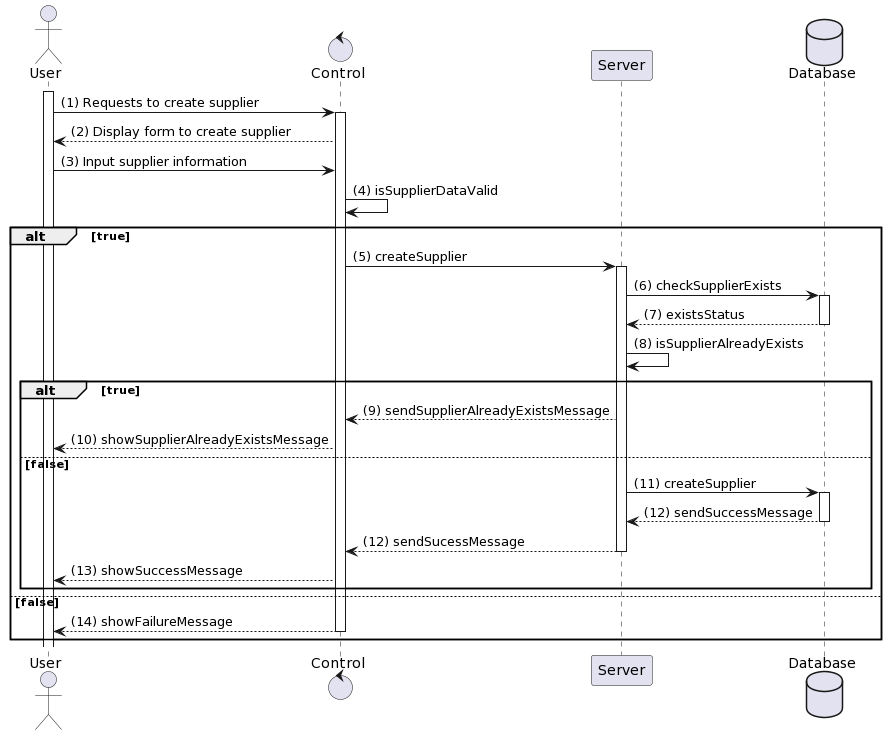 User
Control
Server
Database
(1) Requests to create supplier
(2) Display form to create supplier
(3) Input supplier information
(4) isSupplierDataValid
alt [true]
(5) createSupplier
(6) checkSupplierExists
(7) existsStatus
(8) isSupplierAlreadyExists
alt [true]
(9) sendSupplierAlreadyExistsMessage
(10) showSupplierAlreadyExistsMessage
[false]
(11) createSupplier
(12) sendSuccessMessage
(12) sendSucessMessage
(13) showSuccessMessage
[false]
(14) showFailureMessage
User
Control
Server
Database